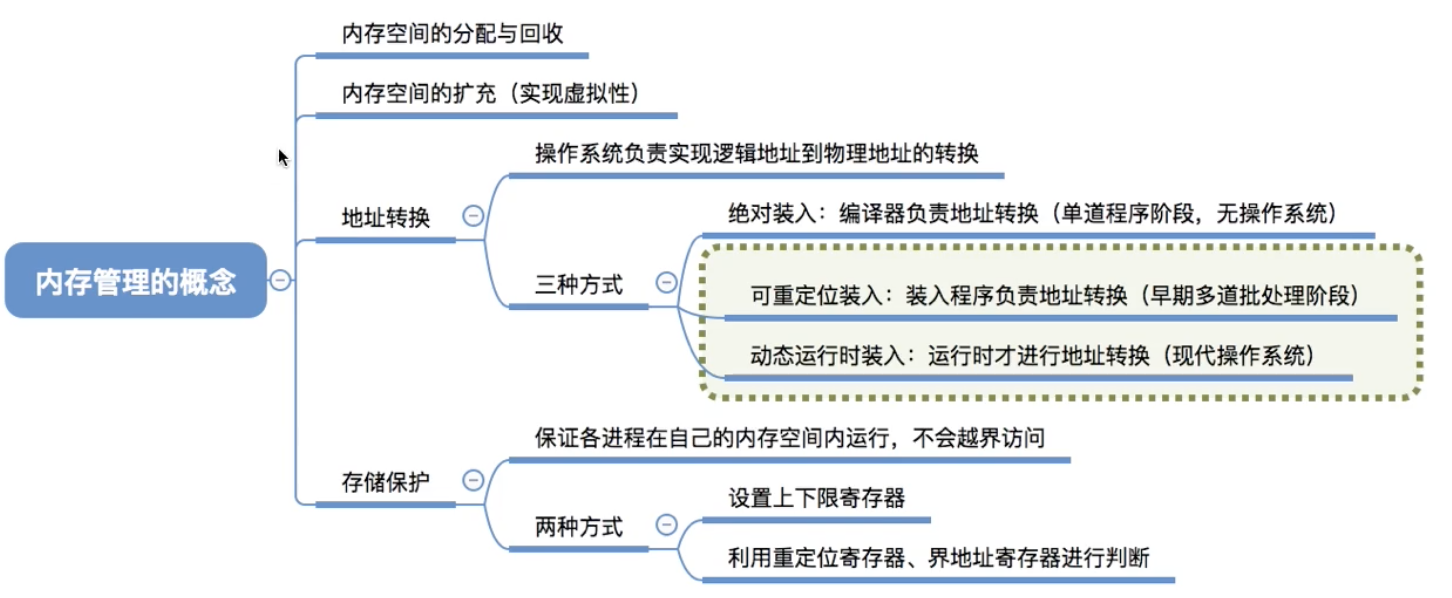 内存空间的分配与回收
内存空间的扩充（实现虚拟性）
操作系统负责实现逻辑地址到物理地址的转换
地址转换
绝对装入：编译器负责地址转换（单道程序阶段，无操作系统）
内存管理的概念
三种方式
可重定位装入：装入程序负责地址转换（早期多道批处理阶段）
动态运行时装入：运行时才进行地址转换（现代操作系统）
保证各进程在自己的内存空间内运行，不会越界访问
存储保护
设置上下限寄存器
两种方式
利用重定位寄存器、界地址寄存器进行判断